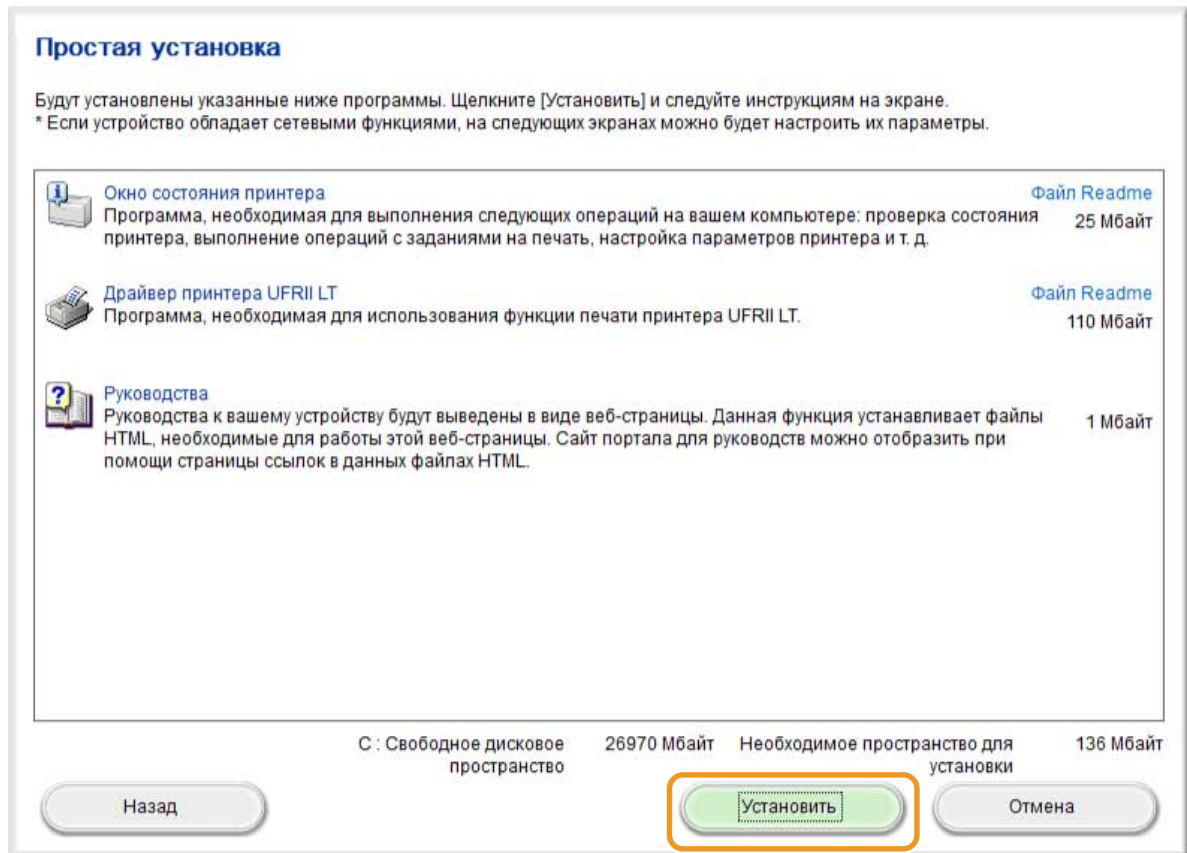 Простая установка
Будут установлены указанные ниже программы. Щелкните [Установить] и следуйте инструкциям на экране.
* Если устройство обладает сетевыми функциями, на следующих экранах можно будет настроить их параметры.
Окно состояния принтера Файл Readme
Программа, необходимая для выполнения следующих операций на вашем компьютере: проверка состояния 25 Мбайт
принтера, выполнение операций с заданиями на печать, настройка параметров принтера и т. д.
Драйвер принтера UFRII LT Файл Readme
Программа, необходимая для использования функции печати принтера UFRII LT. 110 Мбайт
Руководства
Руководства к вашему устройству будут выведены в виде веб-страницы. Данная функция устанавливает файлы 1 Мбайт
HTML, необходимые для работы этой веб-страницы. Сайт портала для руководств можно отобразить при
помощи страницы ссылок в данных файлах HTML.
C : Свободное дисковое 26970 Мбайт Необходимое пространство для 136 Мбайт
пространство установки
Назад Установить Отмена